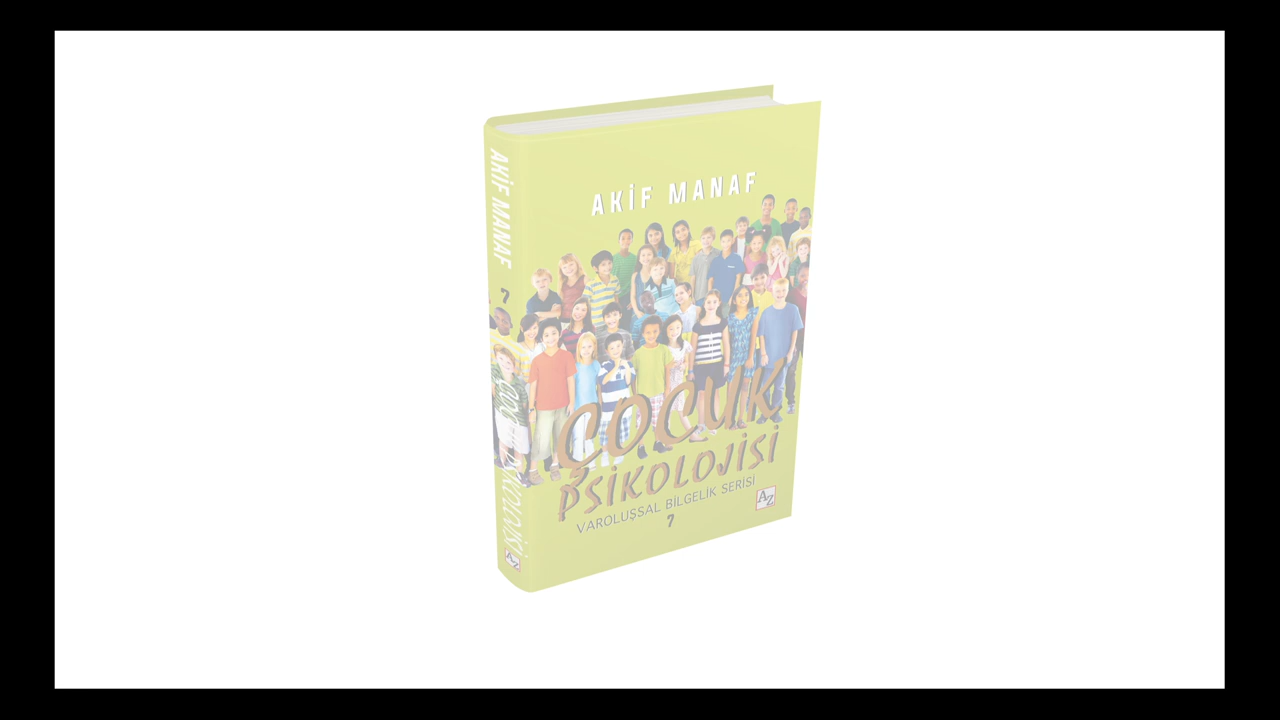 AKİF MANAF
ÇOCUK
PSİKOLOJİSİ
VAROLUŞSAL BİLGELİK SERİSİ
7
AZ
AKİF MANAF
7
ÇOCUK PSİKOLOJİSİ
AZ